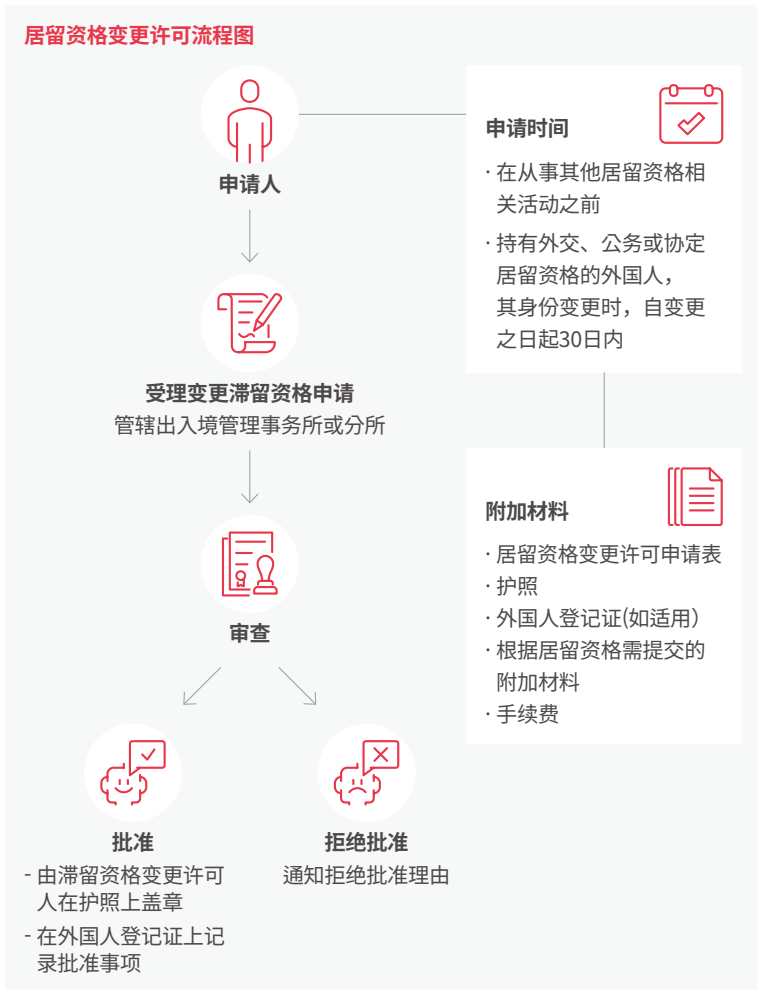 居留资格变更许可流程图
申请人
申请时间
· 在从事其他居留资格相
关活动之前
· 持有外交、公务或协定
居留资格的外国人，
其身份变更时，自变更
之日起30日内
受理变更滞留资格申请
管辖出入境管理事务所或分所
附加材料
· 居留资格变更许可申请表
· 护照
· 外国人登记证(如适用）
· 根据居留资格需提交的
附加材料
· 手续费
审查
批准
- 由滞留资格变更许可
人在护照上盖章
- 在外国人登记证上记
录批准事项
拒绝批准
通知拒绝批准理由